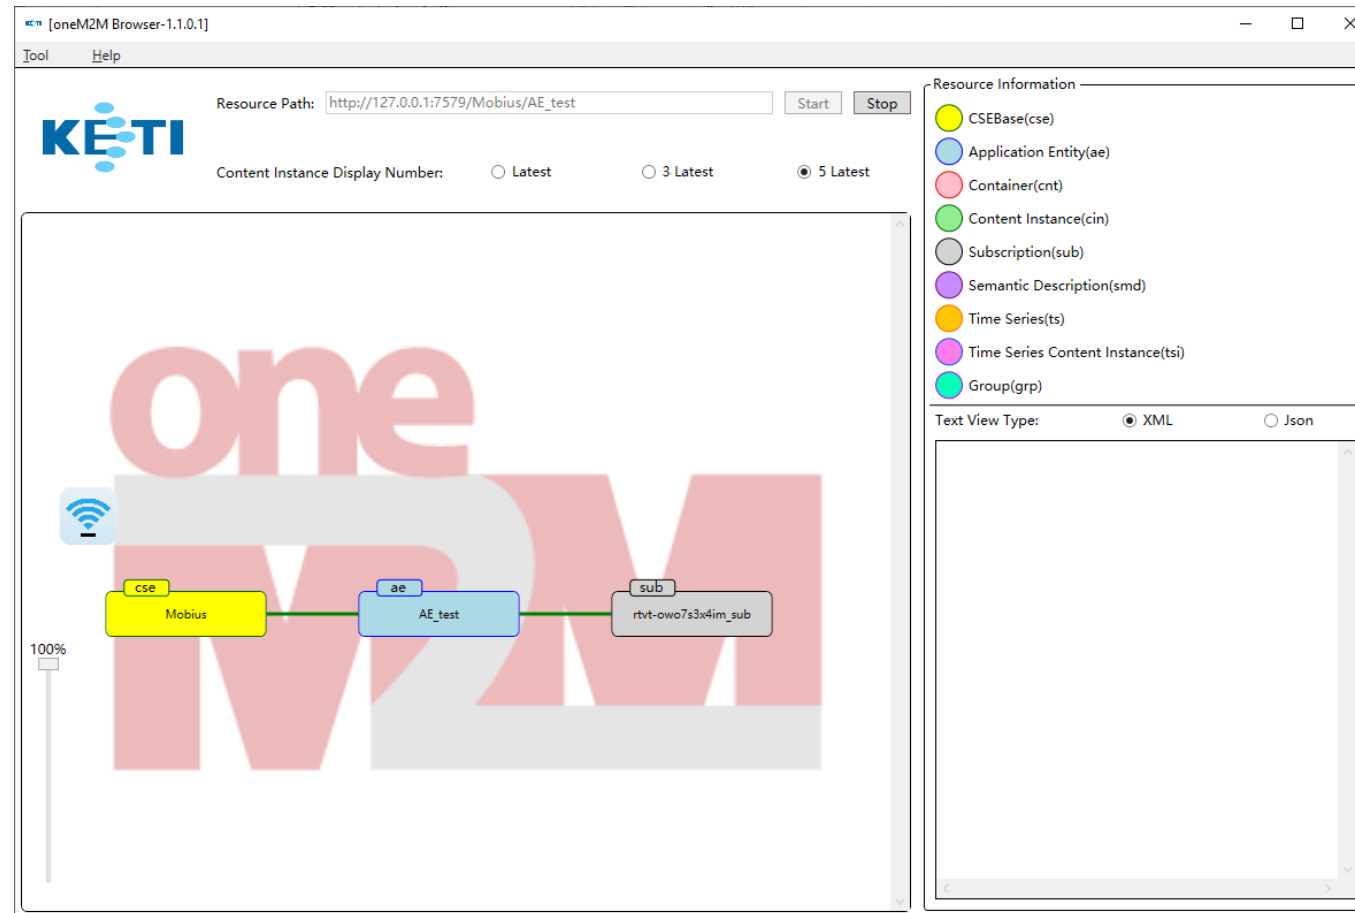 KETI [oneM2M Browser-1.1.0.1]
Tool Help
KETI
Resource Path: http://127.0.0.1:7579/Mobius/AE_test Start Stop
Content Instance Display Number: Latest 3 Latest 5 Latest
one
M2M
cse
Mobius
ae
AE_test
sub
rtvt-owo7s3x4im_sub
100%
Resource Information
CSEBase(cse)
Application Entity(ae)
Container(cnt)
Content Instance(cin)
Subscription(sub)
Semantic Description(smd)
Time Series(ts)
Time Series Content Instance(tsi)
Group(grp)
Text View Type: XML Json